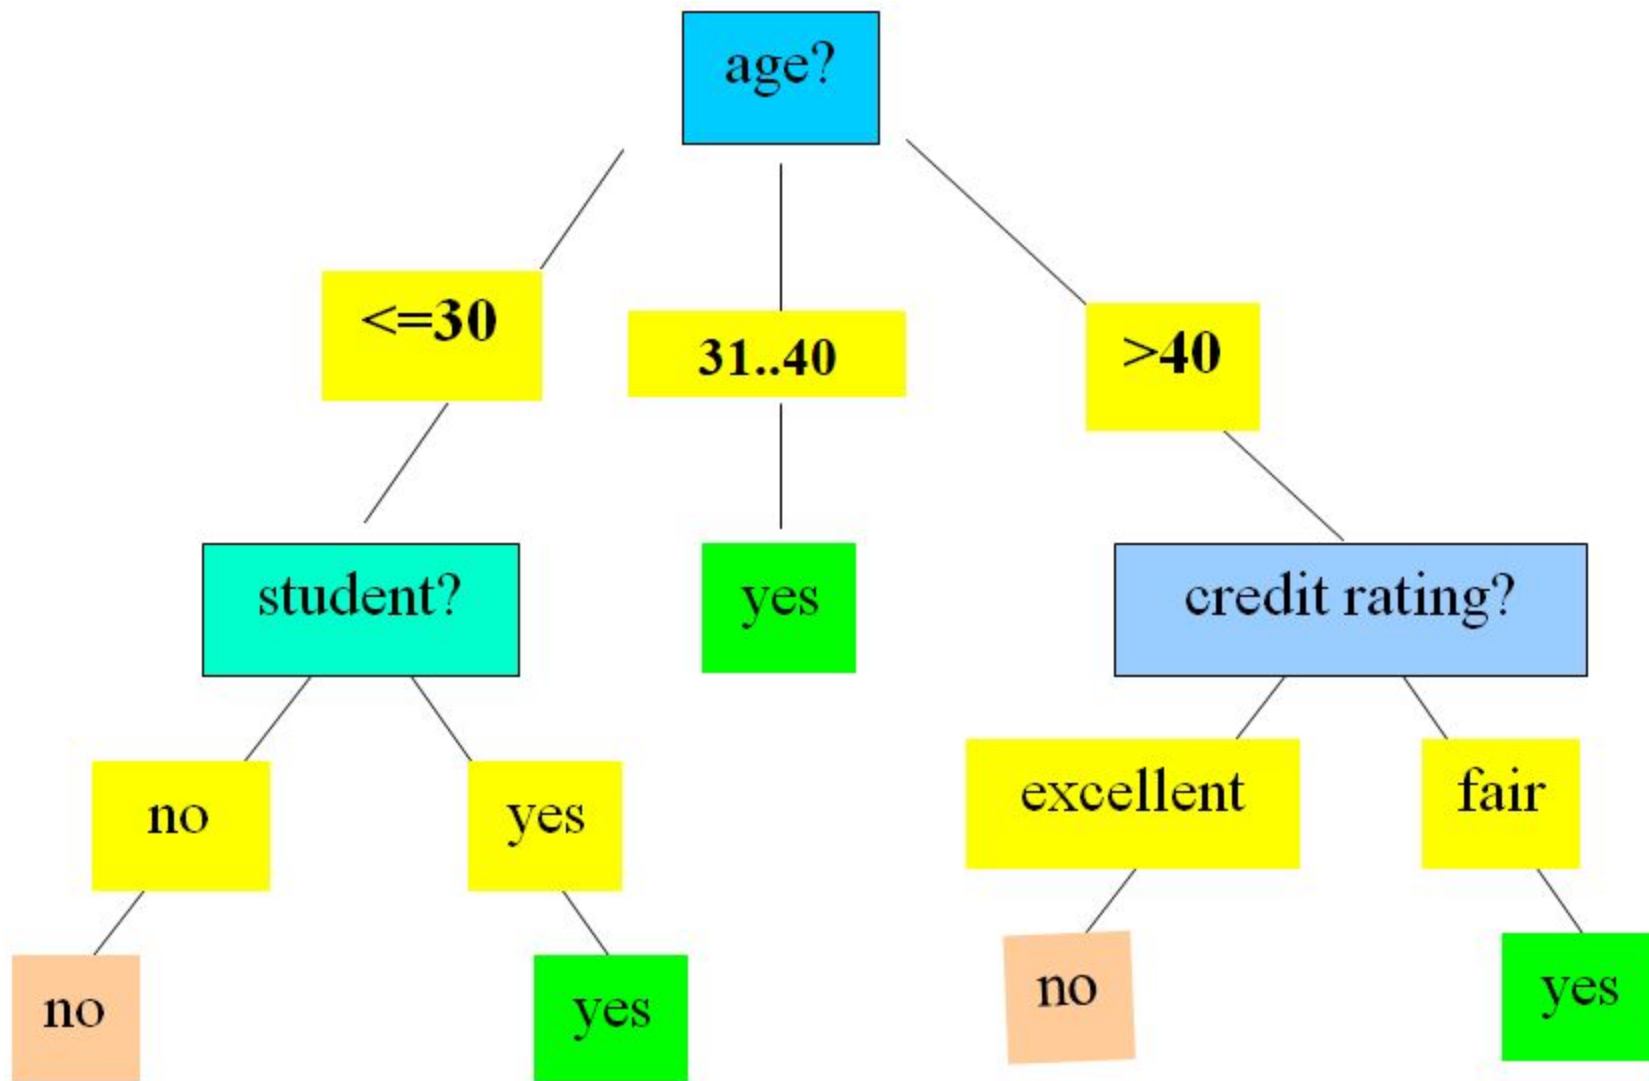 age?
<=30
31..40
>40
student?
yes
credit rating?
no
yes
excellent
fair
no
yes
no
yes